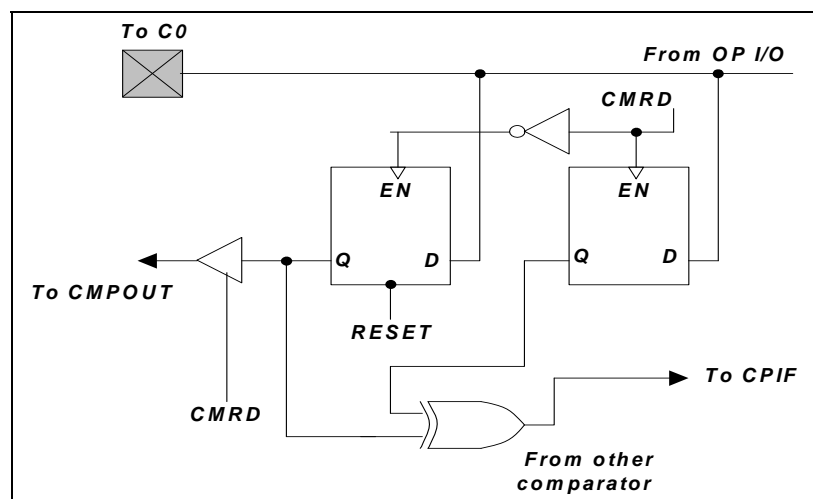 To C0
From OP I/O
CMRD
EN
EN
Q
D
Q
D
To CMPOUT
RESET
CMRD
To CPIF
From other
comparator